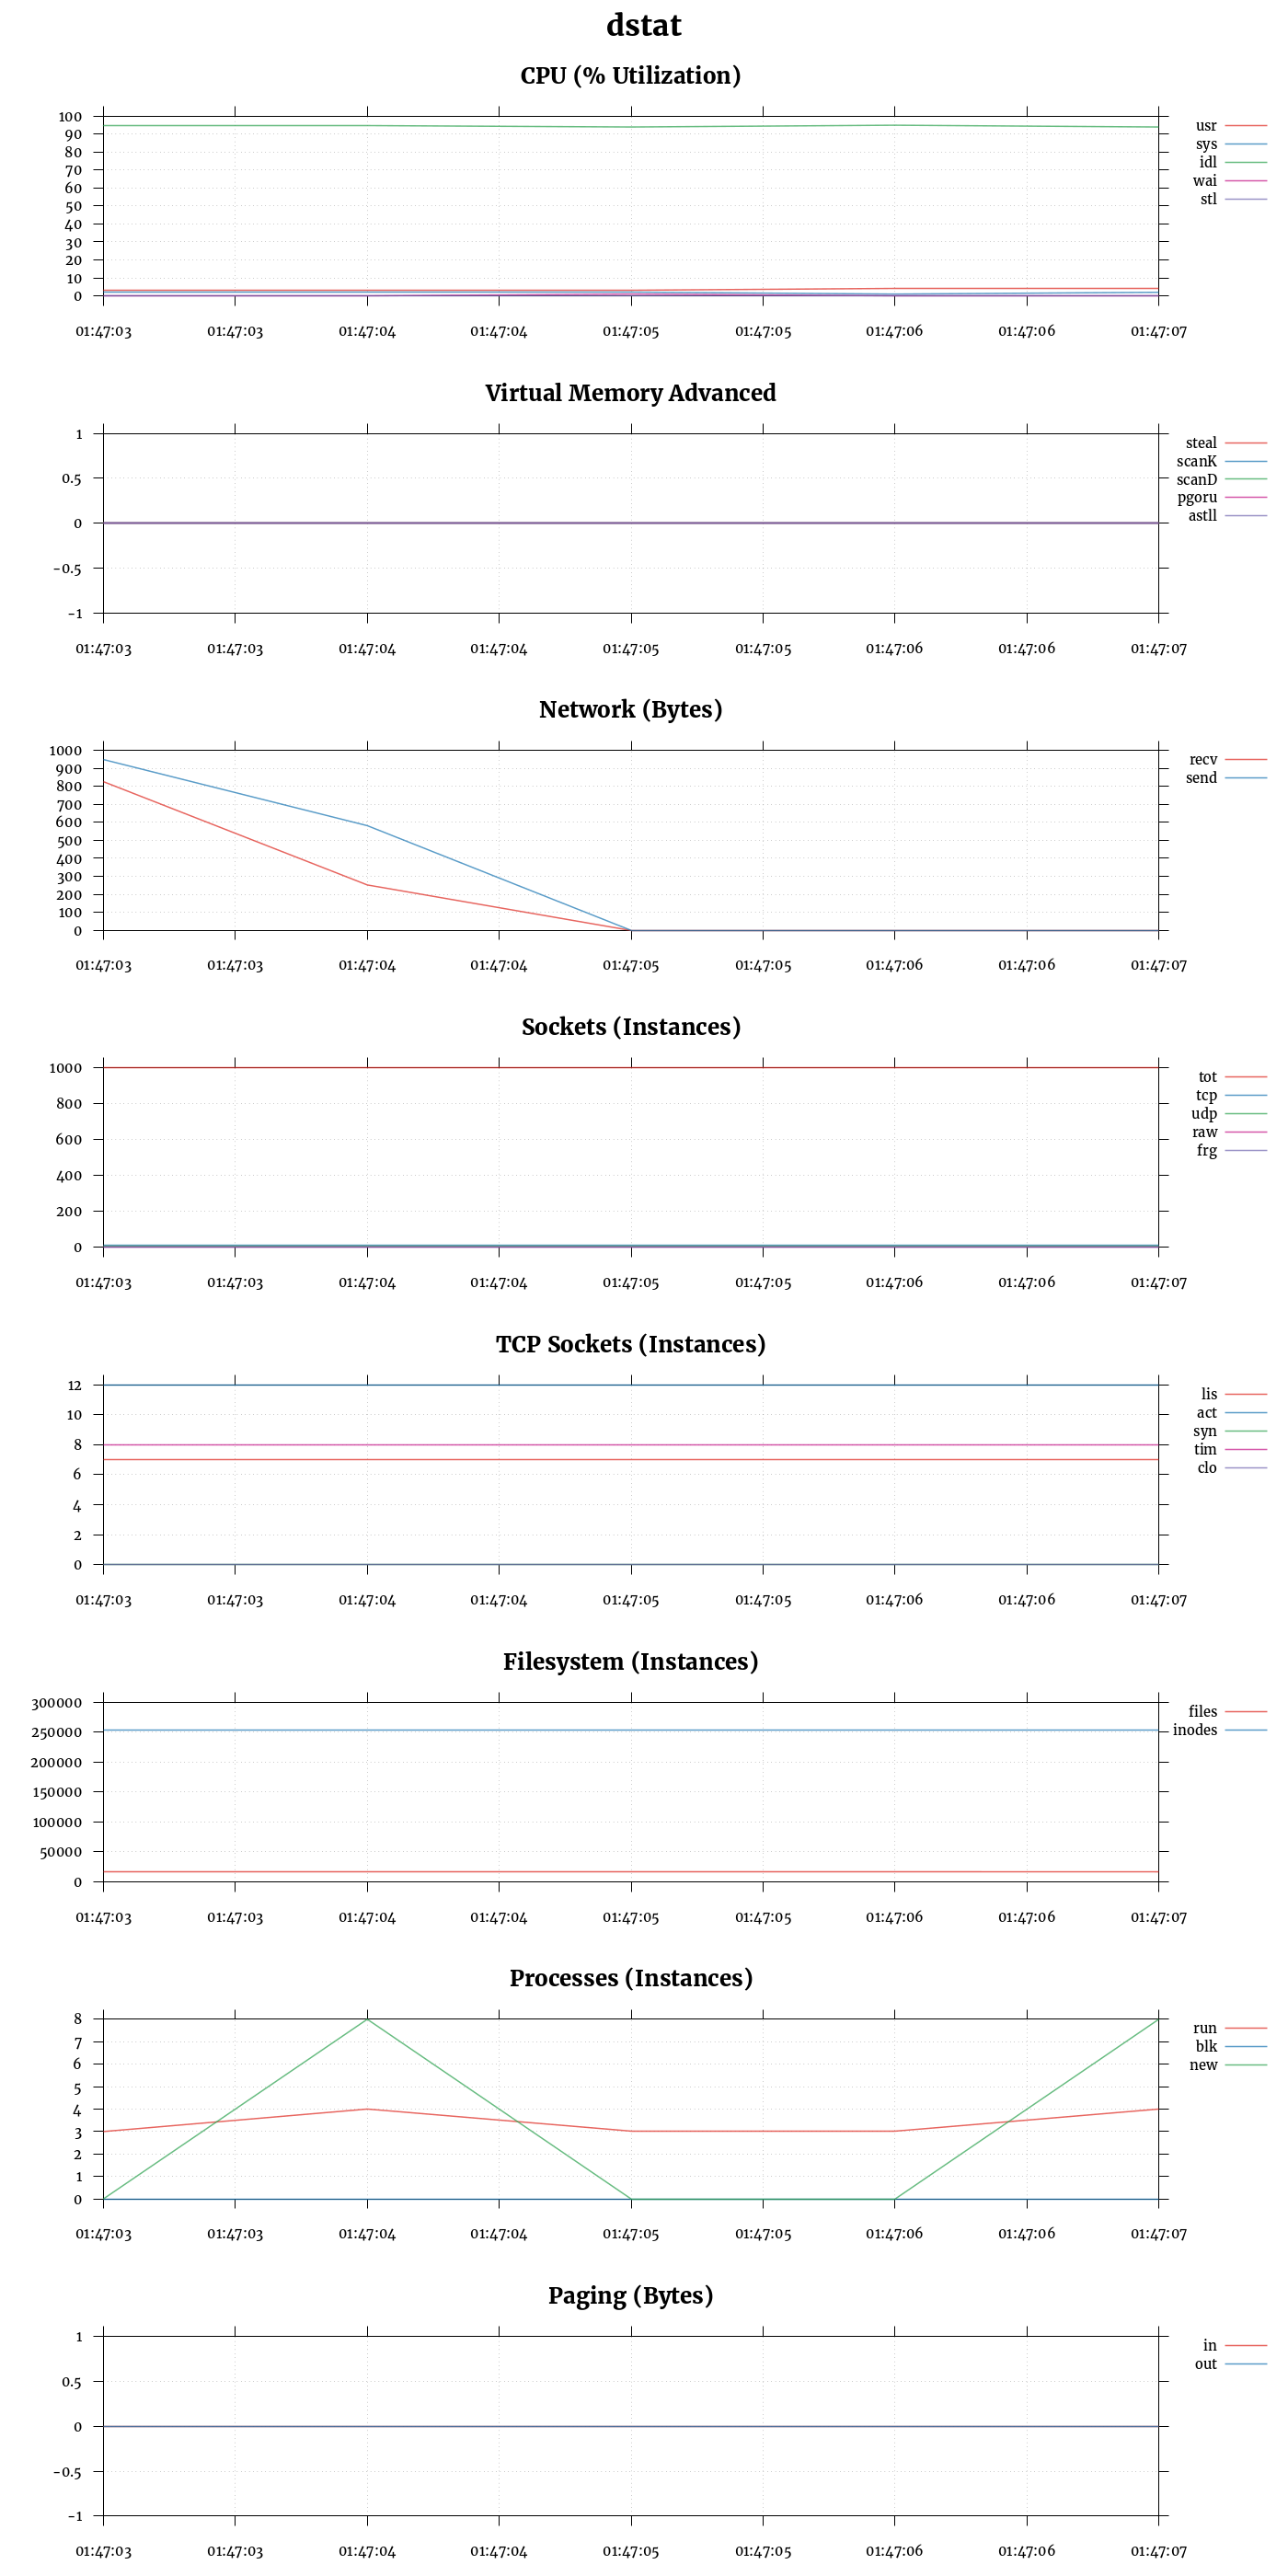 dstat
CPU (% Utilization)
100
90
80
70
60
50
40
30
20
10
0
01:47:03 01:47:03 01:47:04 01:47:04 01:47:05 01:47:05 01:47:06 01:47:06 01:47:07
usr
sys
idl
wai
stl
Virtual Memory Advanced
1
0.5
0
-0.5
-1
01:47:03 01:47:03 01:47:04 01:47:04 01:47:05 01:47:05 01:47:06 01:47:06 01:47:07
steal
scanK
scanD
pgoru
astll
Network (Bytes)
1000
900
800
700
600
500
400
300
200
100
0
01:47:03 01:47:03 01:47:04 01:47:04 01:47:05 01:47:05 01:47:06 01:47:06 01:47:07
recv
send
Sockets (Instances)
1000
800
600
400
200
0
01:47:03 01:47:03 01:47:04 01:47:04 01:47:05 01:47:05 01:47:06 01:47:06 01:47:07
tot
tcp
udp
raw
frg
TCP Sockets (Instances)
12
10
8
6
4
2
0
01:47:03 01:47:03 01:47:04 01:47:04 01:47:05 01:47:05 01:47:06 01:47:06 01:47:07
lis
act
syn
tim
clo
Filesystem (Instances)
300000
250000
200000
150000
100000
50000
0
01:47:03 01:47:03 01:47:04 01:47:04 01:47:05 01:47:05 01:47:06 01:47:06 01:47:07
files
inodes
Processes (Instances)
8
7
6
5
4
3
2
1
0
01:47:03 01:47:03 01:47:04 01:47:04 01:47:05 01:47:05 01:47:06 01:47:06 01:47:07
run
blk
new
Paging (Bytes)
1
0.5
0
-0.5
-1
01:47:03 01:47:03 01:47:04 01:47:04 01:47:05 01:47:05 01:47:06 01:47:06 01:47:07
in
out